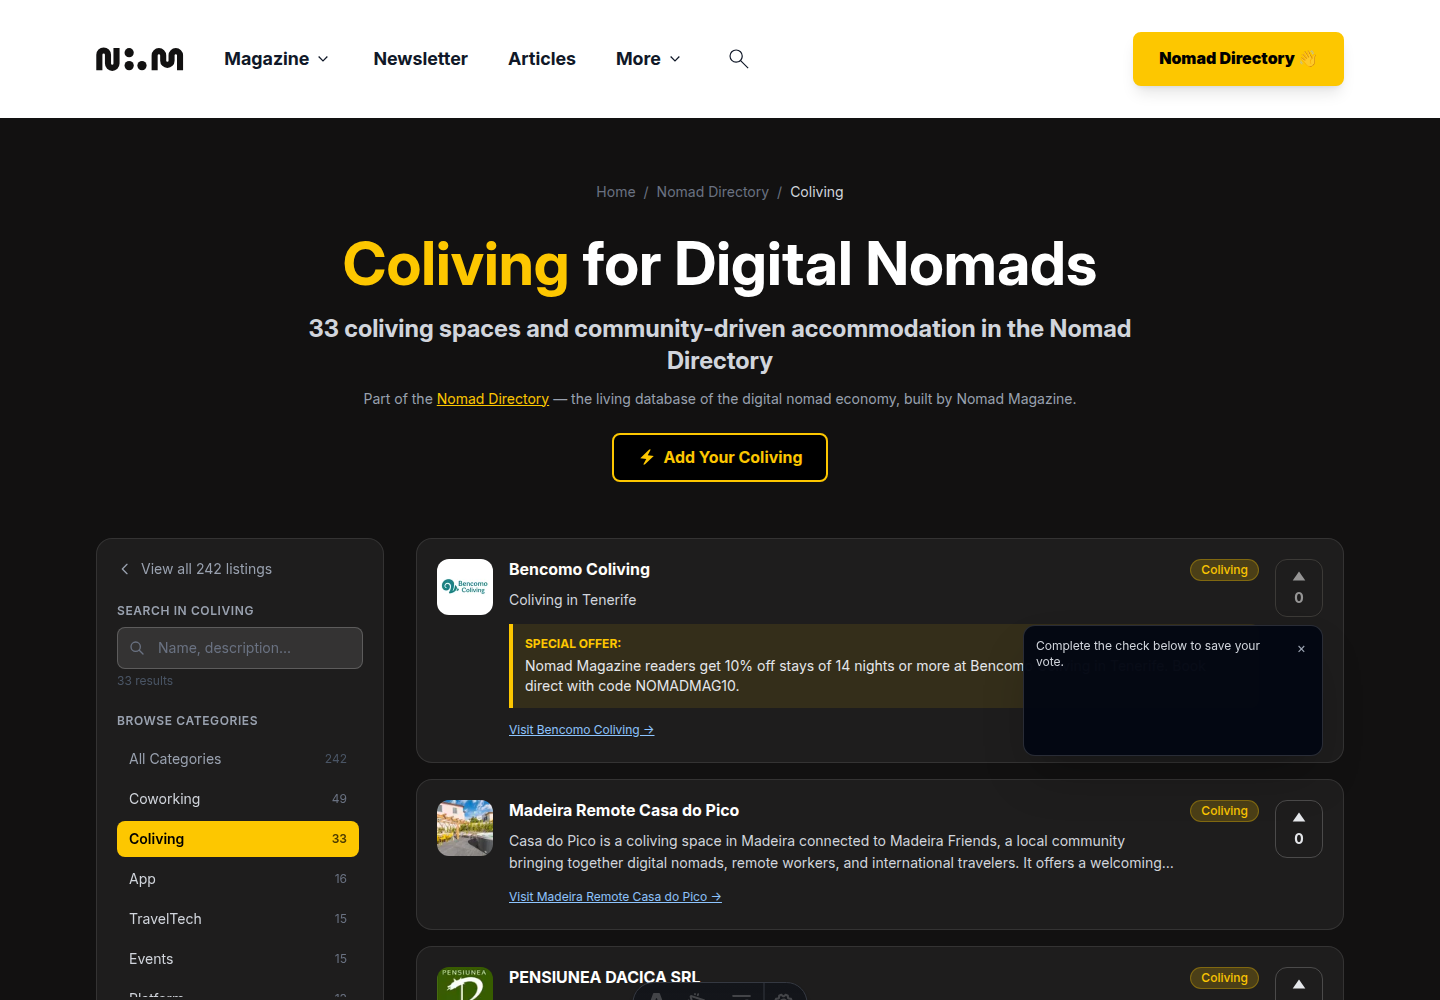 N:.M
Magazine
Newsletter
Articles
More
Nomad Directory 👋
Home / Nomad Directory / Coliving
Coliving for Digital Nomads
33 coliving spaces and community-driven accommodation in the Nomad
Directory
Part of the Nomad Directory — the living database of the digital nomad economy, built by Nomad Magazine.
Add Your Coliving
View all 242 listings
SEARCH IN COLIVING
Name, description...
33 results
BROWSE CATEGORIES
All Categories 242
Coworking 49
Coliving 33
App 16
TravelTech 15
Events 15
Bencomo Coliving
Bencomo Coliving
Coliving
0
Coliving in Tenerife
SPECIAL OFFER:
Nomad Magazine readers get 10% off stays of 14 nights or more at
direct with code NOMADMAG10.
Visit Bencomo Coliving →
Complete the check below to save your
vote.
×
Madeira Remote Casa do Pico
Coliving
0
Casa do Pico is a coliving space in Madeira connected to Madeira Friends, a local community
bringing together digital nomads, remote workers, and international travelers. It offers a welcoming...
Visit Madeira Remote Casa do Pico →
PENSIUNEA
PENSIUNEA DACICA SRL
Coliving